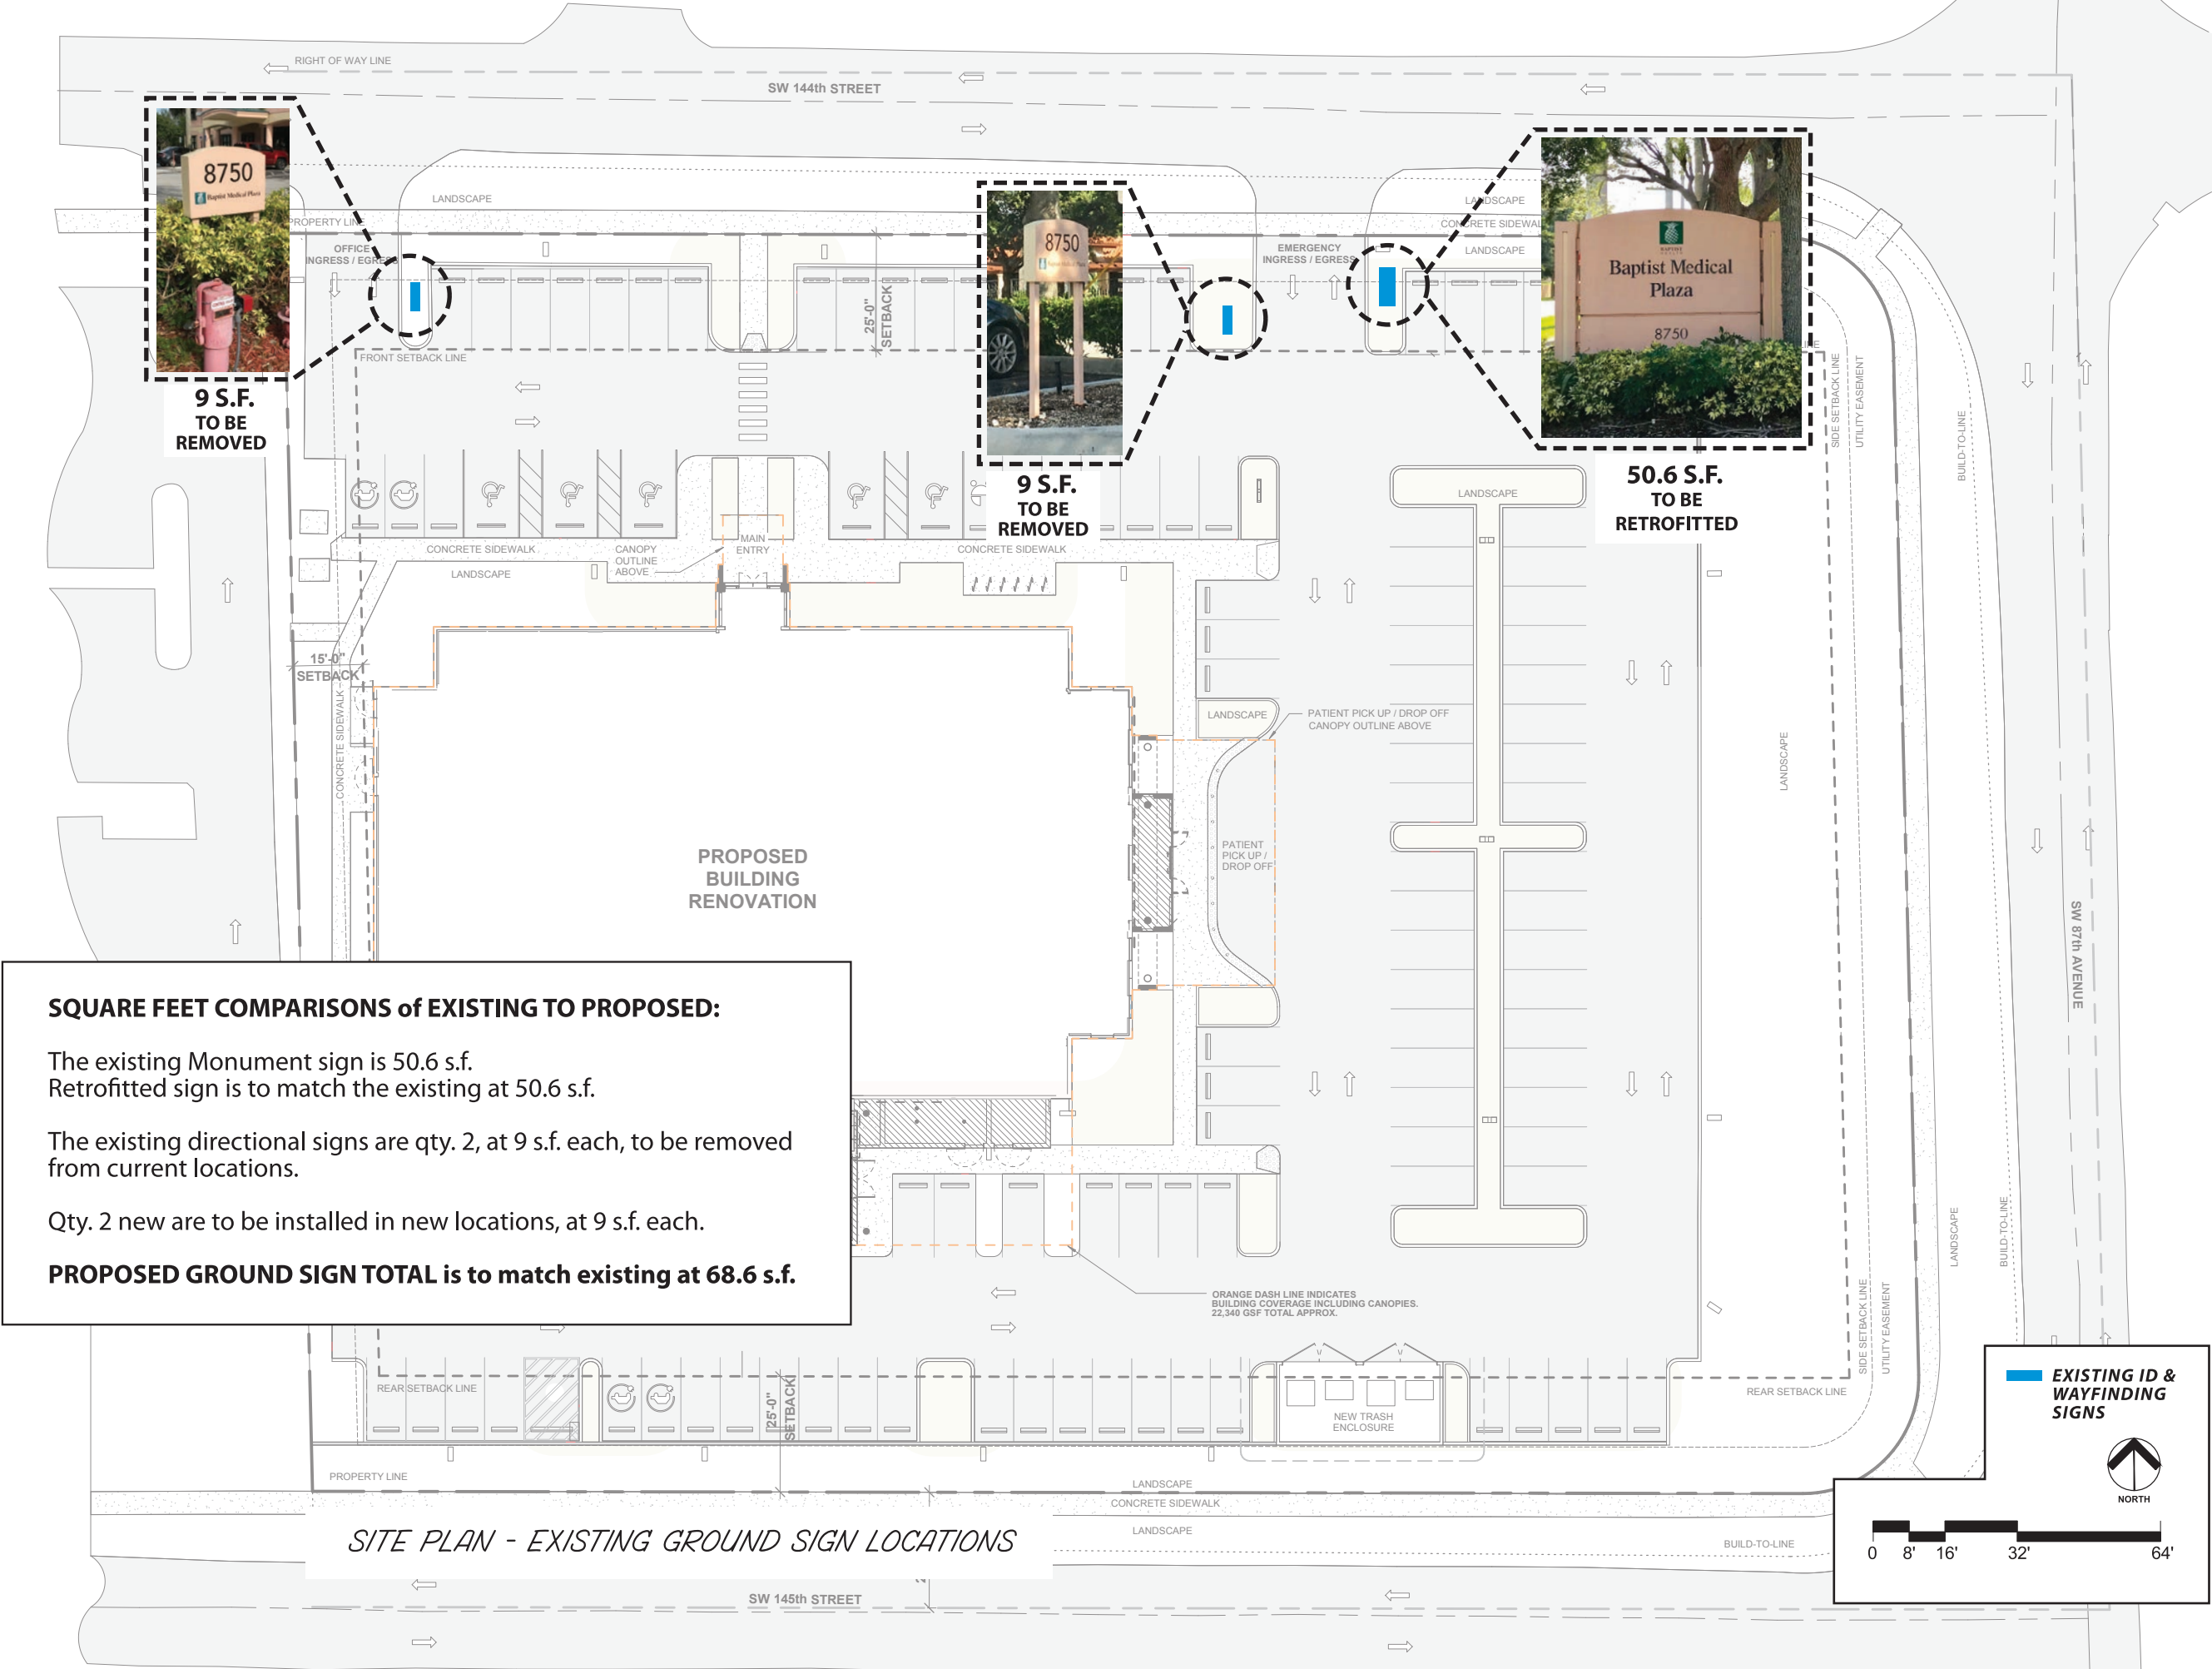 RIGHT OF WAY LINE
SW 144th STREET
8750
Baptist Medical Plaza
9 S.F.
TO BE
REMOVED
PROPERTY LINE
OFFICE
INGRESS / EGRESS
LANDSCAPE
FRONT SETBACK LINE
25'-0"
SETBACK
8750
9 S.F.
TO BE
REMOVED
EMERGENCY
INGRESS / EGRESS
LANDSCAPE
CONCRETE SIDEWAL
LANDSCAPE
Baptist Medical
Plaza
8750
50.6 S.F.
TO BE
RETROFITTED
SIDE SETBACK LINE
UTILITY EASEMENT
BUILD-TO-LINE
LANDSCAPE
CONCRETE SIDEWALK
LANDSCAPE
CANOPY
OUTLINE
ABOVE
MAIN
ENTRY
CONCRETE SIDEWALK
15'-0"
SETBACK
CONCRETE SIDEWALK
LANDSCAPE
PATIENT PICK UP / DROP OFF
CANOPY OUTLINE ABOVE
PATIENT
PICK UP /
DROP OFF
LANDSCAPE
PROPOSED
BUILDING
RENOVATION
SW 87th AVENUE
SQUARE FEET COMPARISONS of EXISTING TO PROPOSED:
The existing Monument sign is 50.6 s.f.
Retrofitted sign is to match the existing at 50.6 s.f.
The existing directional signs are qty. 2, at 9 s.f. each, to be removed
from current locations.
Qty. 2 new are to be installed in new locations, at 9 s.f. each.
PROPOSED GROUND SIGN TOTAL is to match existing at 68.6 s.f.
ORANGE DASH LINE INDICATES
BUILDING COVERAGE INCLUDING CANOPIES.
22,340 GSF TOTAL APPROX.
LANDSCAPE
BUILD-TO-LINE
SIDE SETBACK LINE
UTILITY EASEMENT
REAR SETBACK LINE
25'-0"
SETBACK
NEW TRASH
ENCLOSURE
REAR SETBACK LINE
EXISTING ID &
WAYFINDING
SIGNS
NORTH
0 8' 16' 32' 64'
PROPERTY LINE
LANDSCAPE
CONCRETE SIDEWALK
LANDSCAPE
BUILD-TO-LINE
SITE PLAN - EXISTING GROUND SIGN LOCATIONS
SW 145th STREET